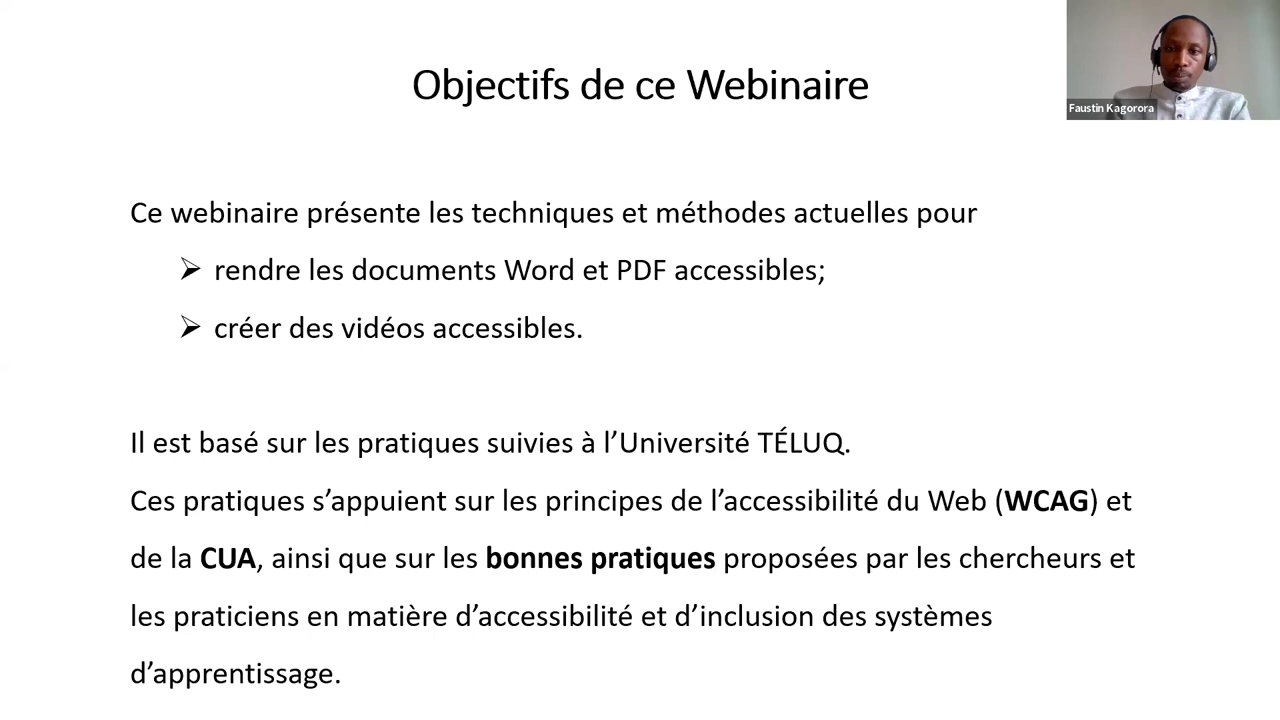 Objectifs de ce Webinaire
Faustin Kagorora
Ce webinaire présente les techniques et méthodes actuelles pour
➢ rendre les documents Word et PDF accessibles;
➢ créer des vidéos accessibles.
Il est basé sur les pratiques suivies à l’Université TÉLUQ.
Ces pratiques s’appuient sur les principes de l’accessibilité du Web (WCAG) et
de la CUA, ainsi que sur les bonnes pratiques proposées par les chercheurs et
les praticiens en matière d’accessibilité et d’inclusion des systèmes
d’apprentissage.